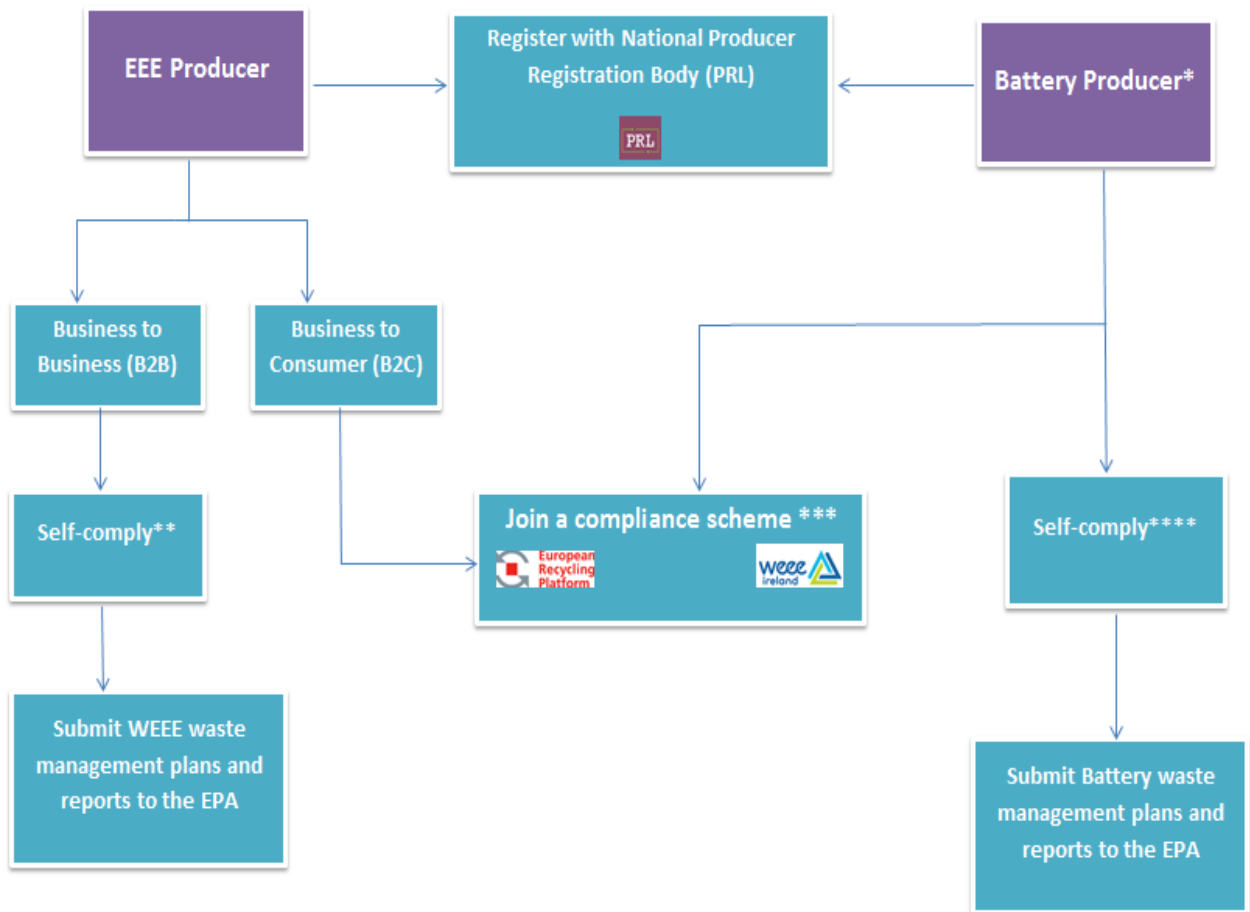 EEE Producer
Register with National Producer
Registration Body (PRL)
PRL
Battery Producer*
Business to
Business (B2B)
Business to
Consumer (B2C)
Self-comply**
Join a compliance scheme ***
European
Recycling
Platform
weee
ireland
Self-comply****
Submit WEEE waste
management plans and
reports to the EPA
Submit Battery waste
management plans and
reports to the EPA